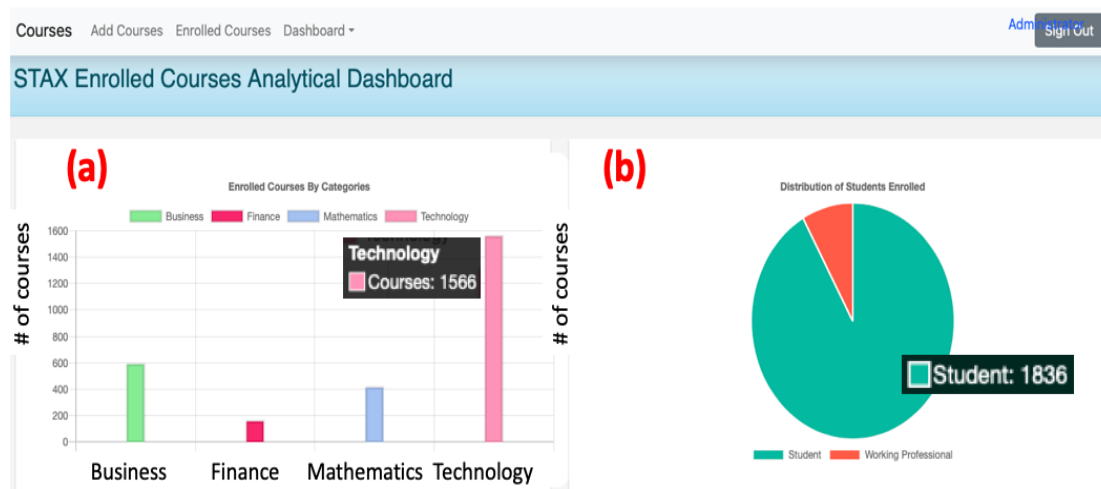 Courses Add Courses Enrolled Courses Dashboard Administrator Sign Out
STAX Enrolled Courses Analytical Dashboard
(a)
Enrolled Courses By Categories
Business Finance Mathematics Technology
# of courses
1600
1400
1200
1000
800
600
400
200
0
Technology
Courses: 1566
Business Finance Mathematics Technology
(b)
Distribution of Students Enrolled
# of courses
Student: 1836
Student Working Professional